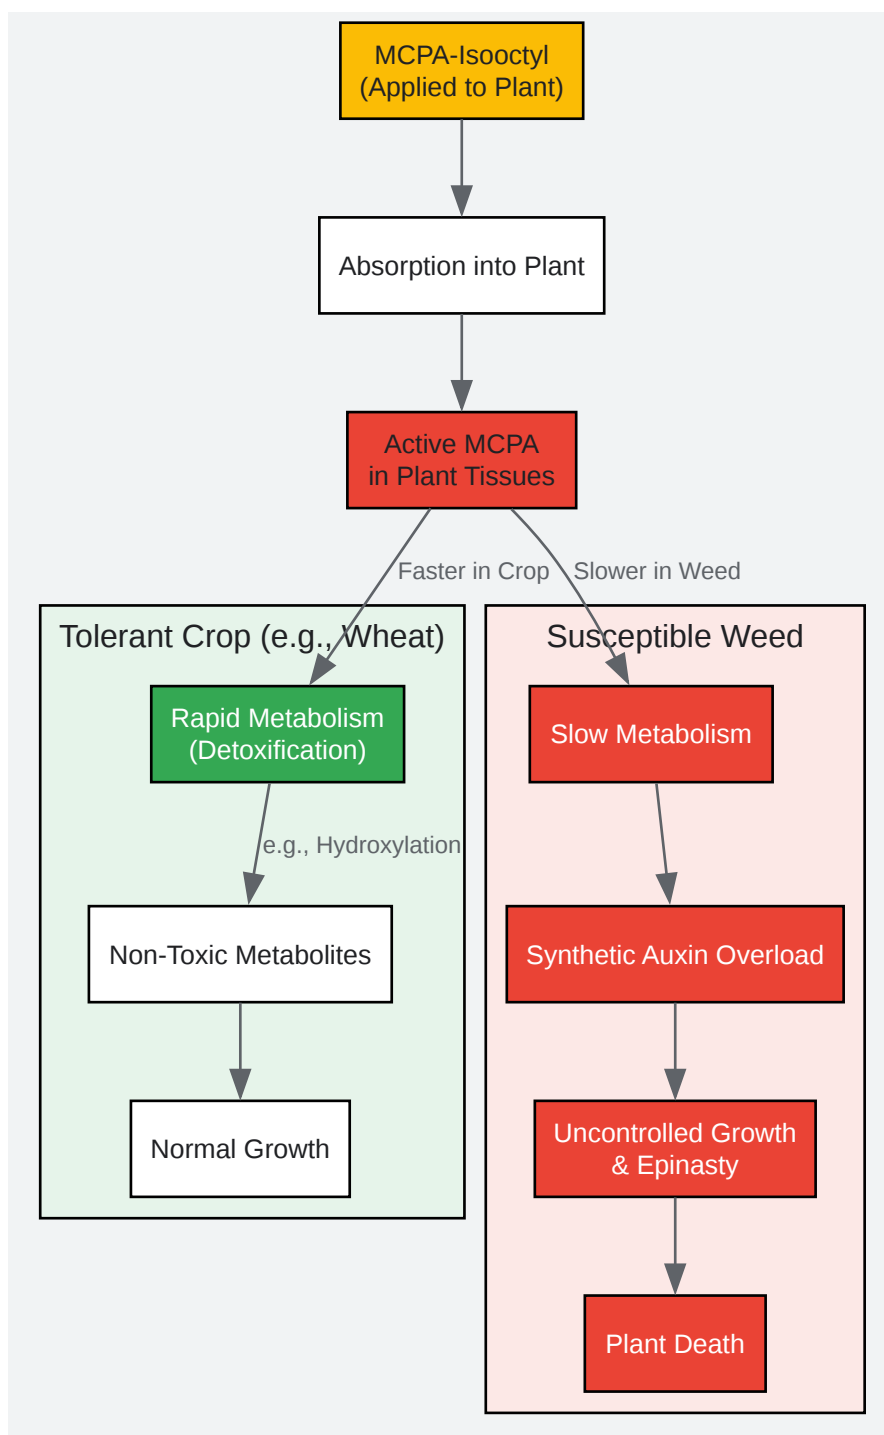 MCPA-Isooctyl
(Applied to Plant)
Absorption into Plant
Active MCPA
in Plant Tissues
Faster in Crop
Slower in Weed
Tolerant Crop (e.g., Wheat)
Rapid Metabolism
(Detoxification)
e.g., Hydroxylation
Non-Toxic Metabolites
Normal Growth
Susceptible Weed
Slow Metabolism
Synthetic Auxin Overload
Uncontrolled Growth
& Epinasty
Plant Death